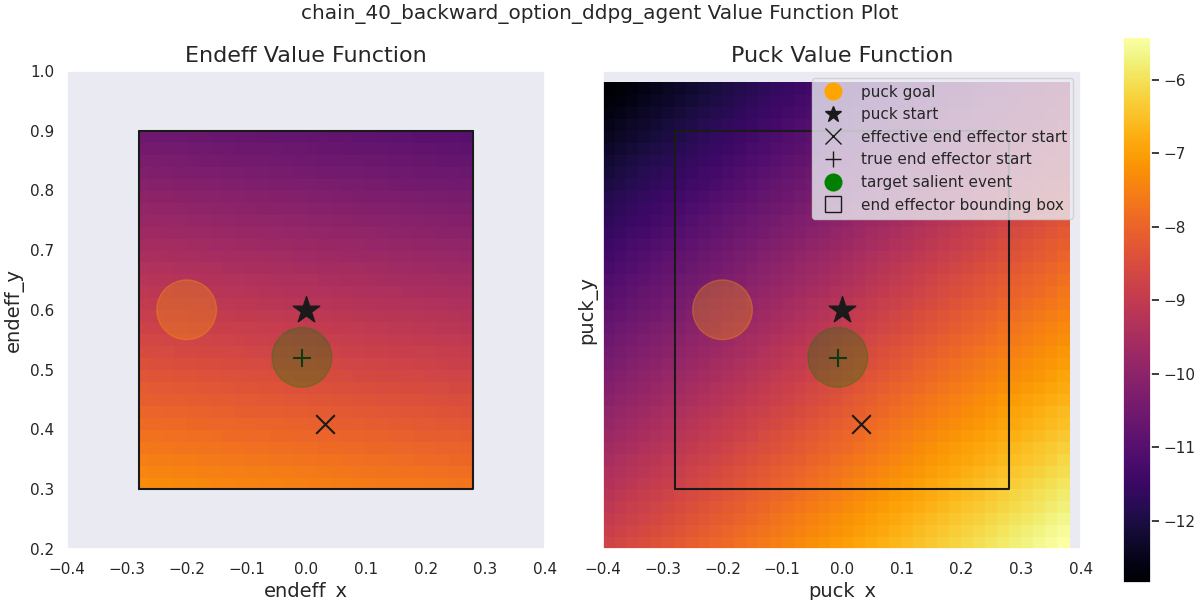 chain_40_backward_option_ddpg_agent Value Function Plot
Endeff Value Function
1.0
0.9
0.8
0.7
0.6
0.5
0.4
0.3
0.2
endeff_y
−0.4 −0.3 −0.2 −0.1 0.0 0.1 0.2 0.3 0.4
endeff_x
Puck Value Function
puck goal
puck start
effective end effector start
true end effector start
target salient event
end effector bounding box
puck_y
−0.4 −0.3 −0.2 −0.1 0.0 0.1 0.2 0.3 0.4
puck_x
−6
−7
−8
−9
−10
−11
−12